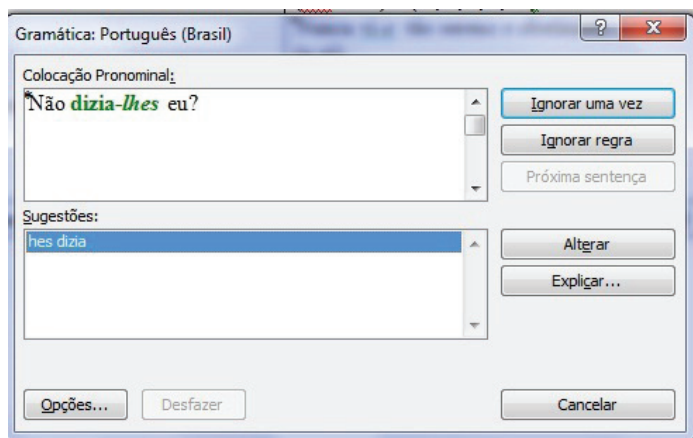 Gramática: Português (Brasil)
Colocação Pronominal:
Não dizia-lhes eu?
Ignorar uma vez
Ignorar regra
Próxima sentença
Sugestões:
hes dizia
Alterar
Explicar...
Opções...
Desfazer
Cancelar